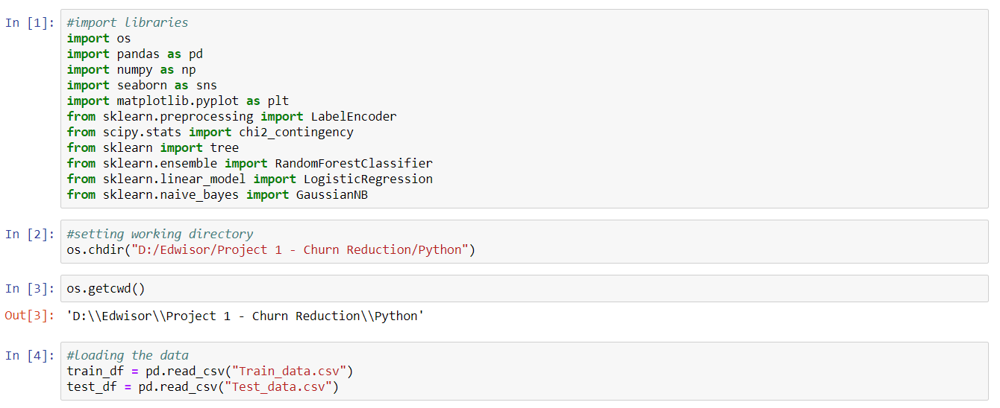 In [1]: #import libraries
import os
import pandas as pd
import numpy as np
import seaborn as sns
import matplotlib.pyplot as plt
from sklearn.preprocessing import LabelEncoder
from scipy.stats import chi2_contingency
from sklearn import tree
from sklearn.ensemble import RandomForestClassifier
from sklearn.linear_model import LogisticRegression
from sklearn.naive_bayes import GaussianNB
In [2]: #setting working directory
os.chdir("D:/Edwisor/Project 1 - Churn Reduction/Python")
In [3]: os.getcwd()
Out[3]: 'D:\\Edwisor\\Project 1 - Churn Reduction\\Python'
In [4]: #loading the data
train_df = pd.read_csv("Train_data.csv")
test_df = pd.read_csv("Test_data.csv")